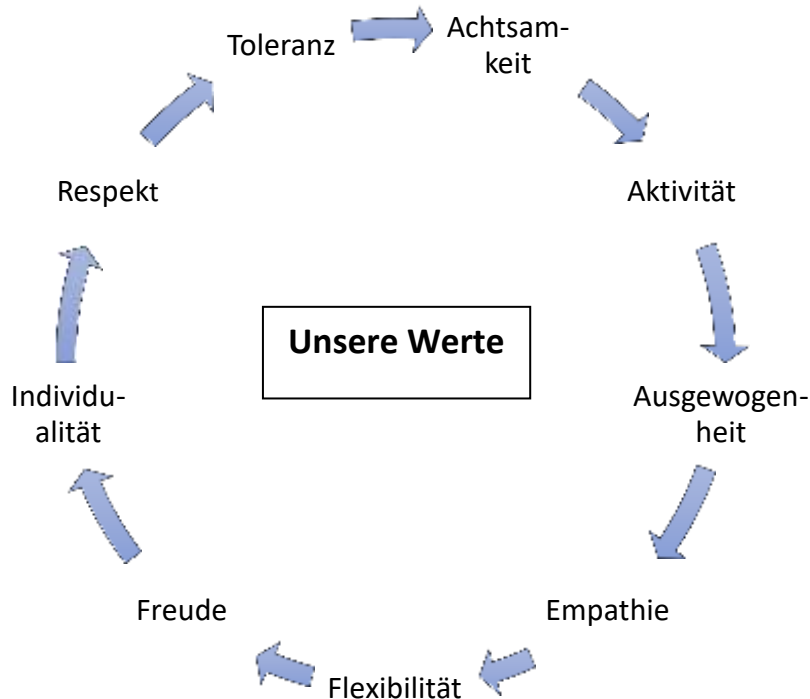 Toleranz
Achtsam-
keit
Aktivität
Ausgewogen-
heit
Empathie
Flexibilität
Freude
Individu-
alität
Respekt
Unsere Werte